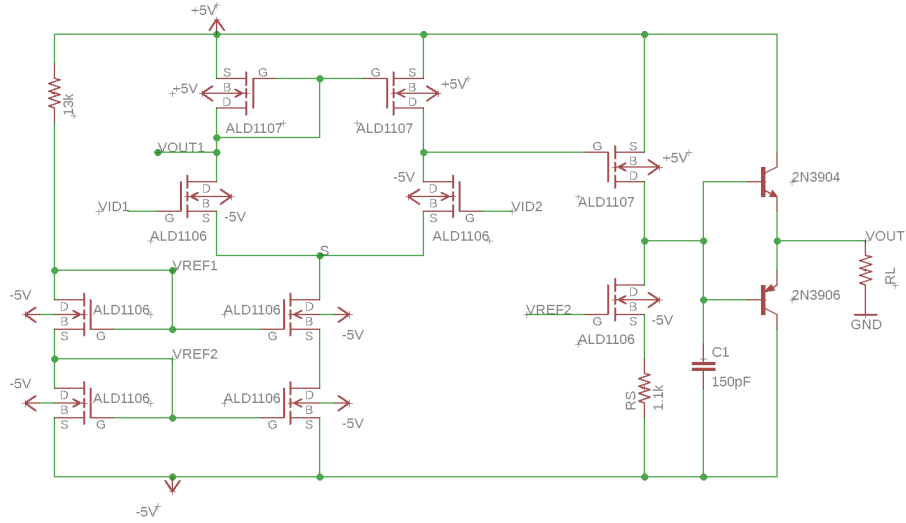 +5V
S
G
G
S
+5V
B
B
+5V
D
D
13k
ALD1107
ALD1107
VOUT1
G
S
B
+5V
D
2N3904
-5V
D
D
VID1
B
B
VID2
G
S
-5V
S
G
ALD1107
ALD1106
ALD1106
VOUT
S
VREF1
RL
-5V
D
ALD1106
ALD1106
D
D
2N3906
B
B
B
VREF2
S
G
G
S
-5V
G
S
-5V
GND
ALD1106
VREF2
C1
-5V
D
ALD1106
ALD1106
D
150pF
B
B
RS
1.1k
S
G
G
S
-5V
-5V